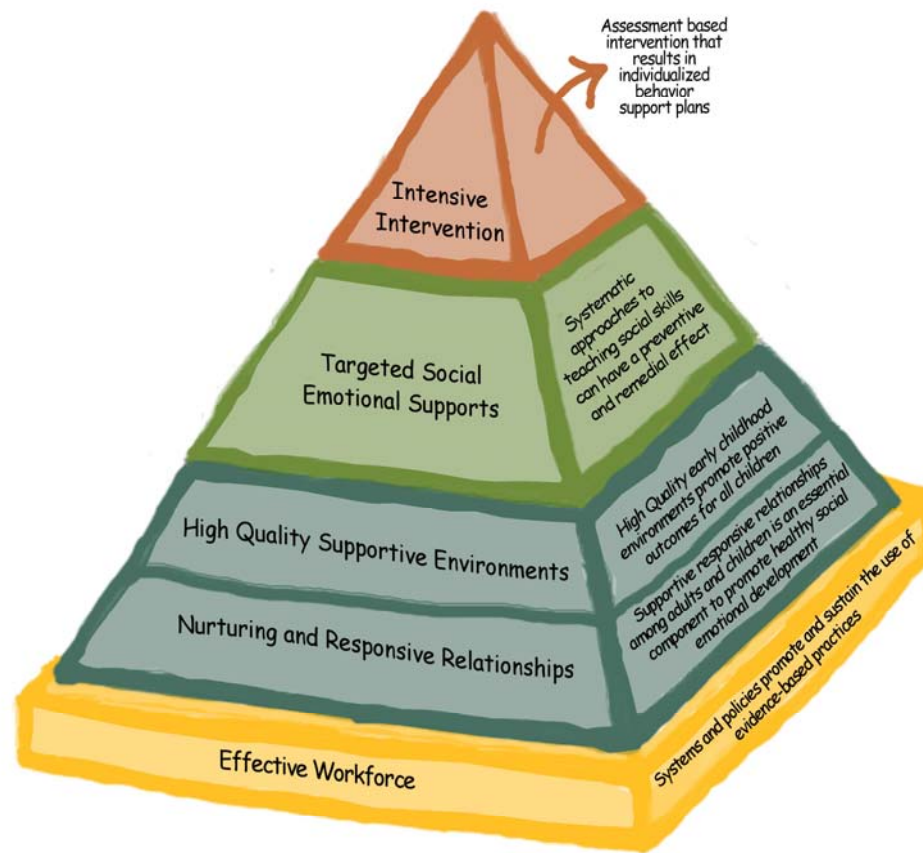 Assessment based
intervention that
results in
individualized
behavior
support plans
Intensive
Intervention
Systematic
approaches to
teaching social skills
can have a preventive
and remedial effect
Targeted Social
Emotional Supports
High Quality early childhood
environments promote positive
outcomes for all children
High Quality Supportive Environments
Supportive responsive relationships
among adults and children is an essential
component to promote healthy social
emotional development
Nurturing and Responsive Relationships
Systems and policies promote and sustain the use of
evidence-based practices
Effective Workforce